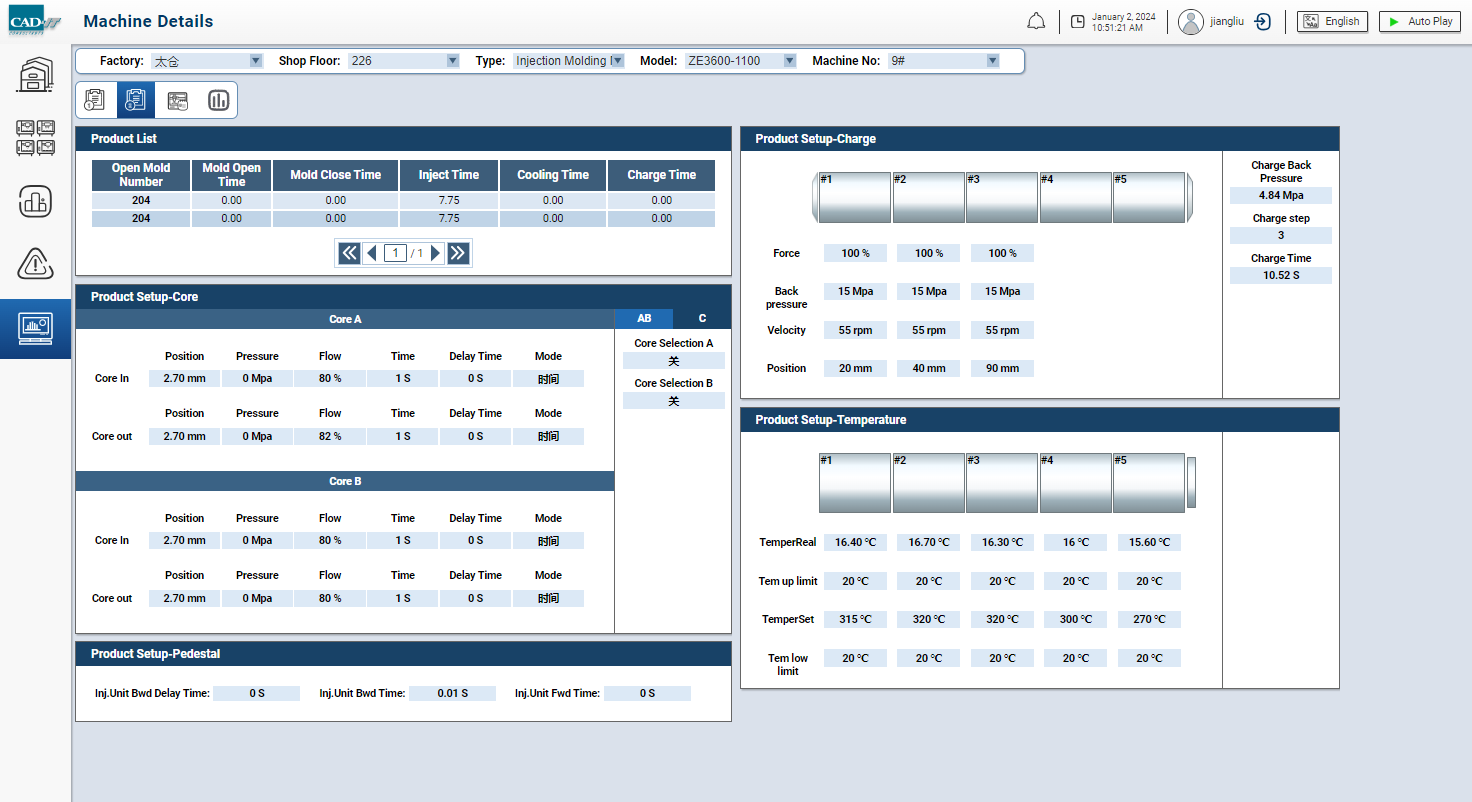 CAD-IT
CONSULTANTS
Machine Details
January 2, 2024
10:51:21 AM
jiangliu
English
Auto Play
Factory: 太仓 Shop Floor: 226 Type: Injection Molding Model: ZE3600-1100 Machine No: 9#
Product List
Open Mold Number Mold Open Time Mold Close Time Inject Time Cooling Time Charge Time
204 0.00 0.00 7.75 0.00 0.00
204 0.00 0.00 7.75 0.00 0.00
1 / 1
Product Setup-Core
Core A
AB C
Position Pressure Flow Time Delay Time Mode
Core In 2.70 mm 0 Mpa 80 % 1 S 0 S 时间
Position Pressure Flow Time Delay Time Mode
Core out 2.70 mm 0 Mpa 82 % 1 S 0 S 时间
Core Selection A
关
Core Selection B
关
Core B
Position Pressure Flow Time Delay Time Mode
Core In 2.70 mm 0 Mpa 80 % 1 S 0 S 时间
Position Pressure Flow Time Delay Time Mode
Core out 2.70 mm 0 Mpa 80 % 1 S 0 S 时间
Product Setup-Pedestal
Inj.Unit Bwd Delay Time: 0 S Inj.Unit Bwd Time: 0.01 S Inj.Unit Fwd Time: 0 S
Product Setup-Charge
#1 #2 #3 #4 #5
Force 100 % 100 % 100 %
Back pressure 15 Mpa 15 Mpa 15 Mpa
Velocity 55 rpm 55 rpm 55 rpm
Position 20 mm 40 mm 90 mm
Charge Back
Pressure
4.84 Mpa
Charge step
3
Charge Time
10.52 S
Product Setup-Temperature
#1 #2 #3 #4 #5
TemperReal 16.40 °C 16.70 °C 16.30 °C 16 °C 15.60 °C
Tem up limit 20 °C 20 °C 20 °C 20 °C 20 °C
TemperSet 315 °C 320 °C 320 °C 300 °C 270 °C
Tem low limit 20 °C 20 °C 20 °C 20 °C 20 °C